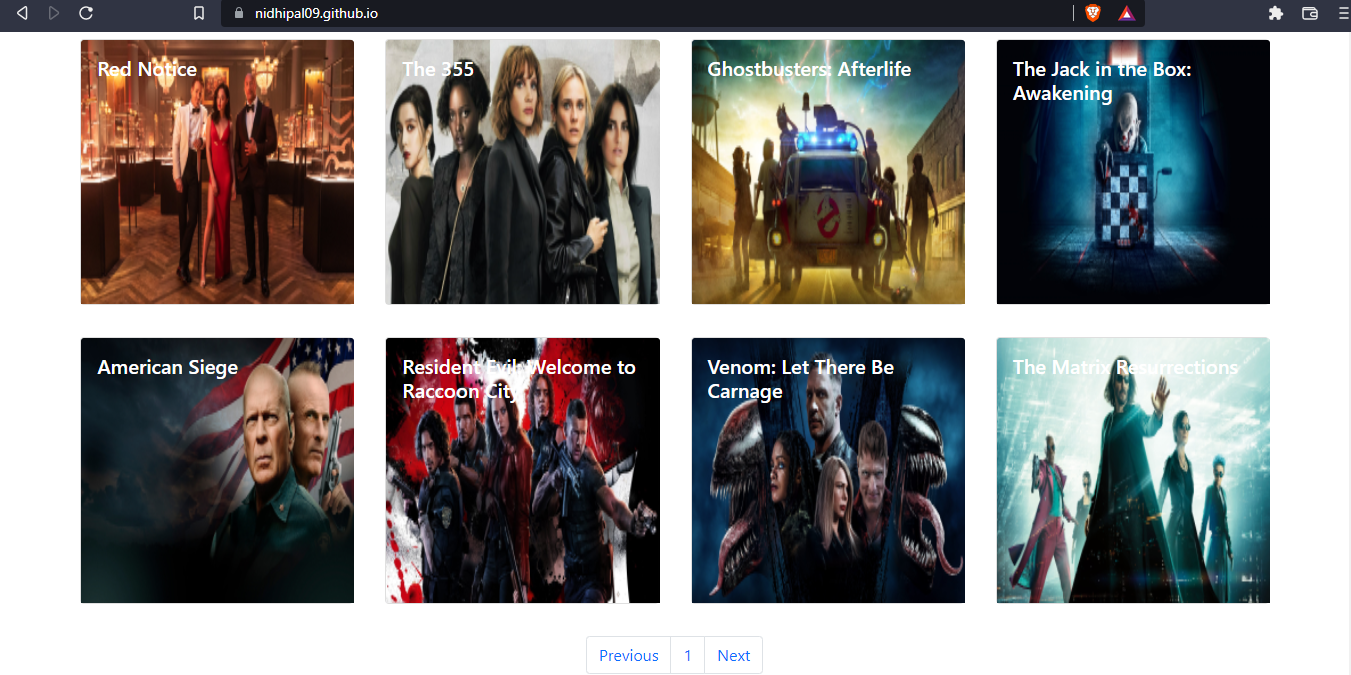 nidhipal09.github.io
Red Notice
The 355
Ghostbusters: Afterlife
The Jack in the Box:
Awakening
American Siege
Resident Evil: Welcome to
Raccoon City
Venom: Let There Be
Carnage
The Matrix Resurrections
Previous
1
Next